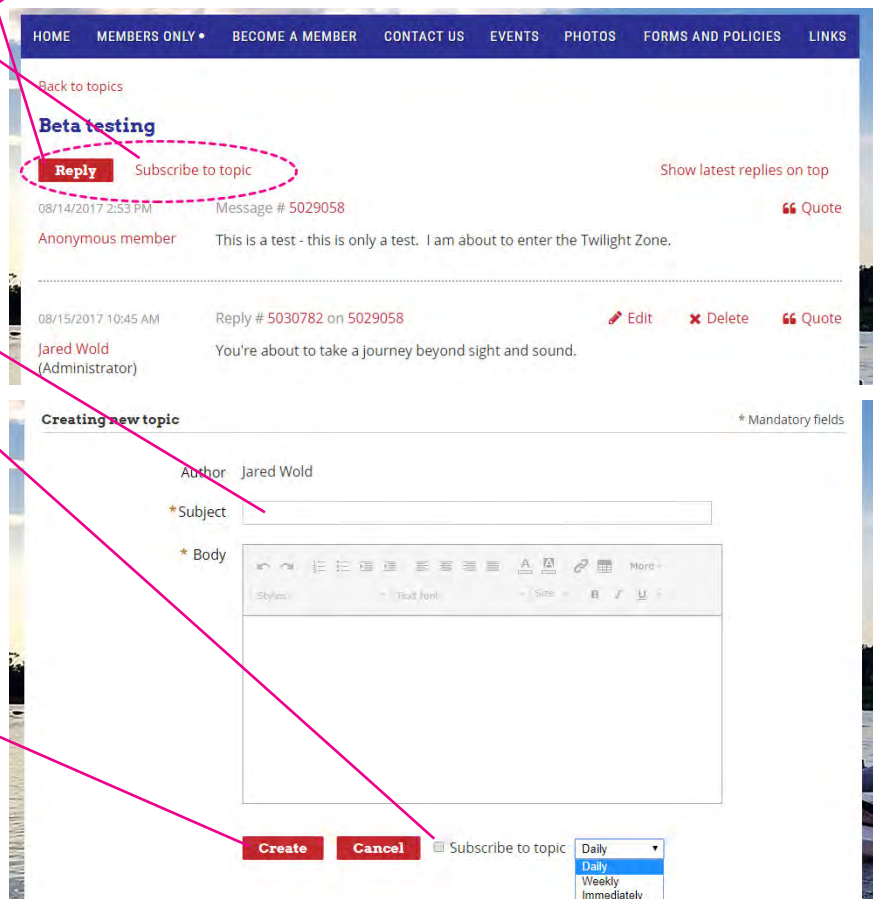 HOME MEMBERS ONLY • BECOME A MEMBER CONTACT US EVENTS PHOTOS FORMS AND POLICIES LINKS
Back to topics
Beta testing
Reply Subscribe to topic Show latest replies on top
08/14/2017 2:53 PM Message # 5029058 Quote
Anonymous member This is a test - this is only a test. I am about to enter the Twilight Zone.
08/15/2017 10:45 AM Reply # 5030782 on 5029058 Edit Delete Quote
Jared Wold You're about to take a journey beyond sight and sound.
(Administrator)
Creating new topic * Mandatory fields
Author Jared Wold
*Subject
* Body
A A More
Styles Text font Size B I U
Create Cancel Subscribe to topic Daily
Daily
Weekly
Immediately